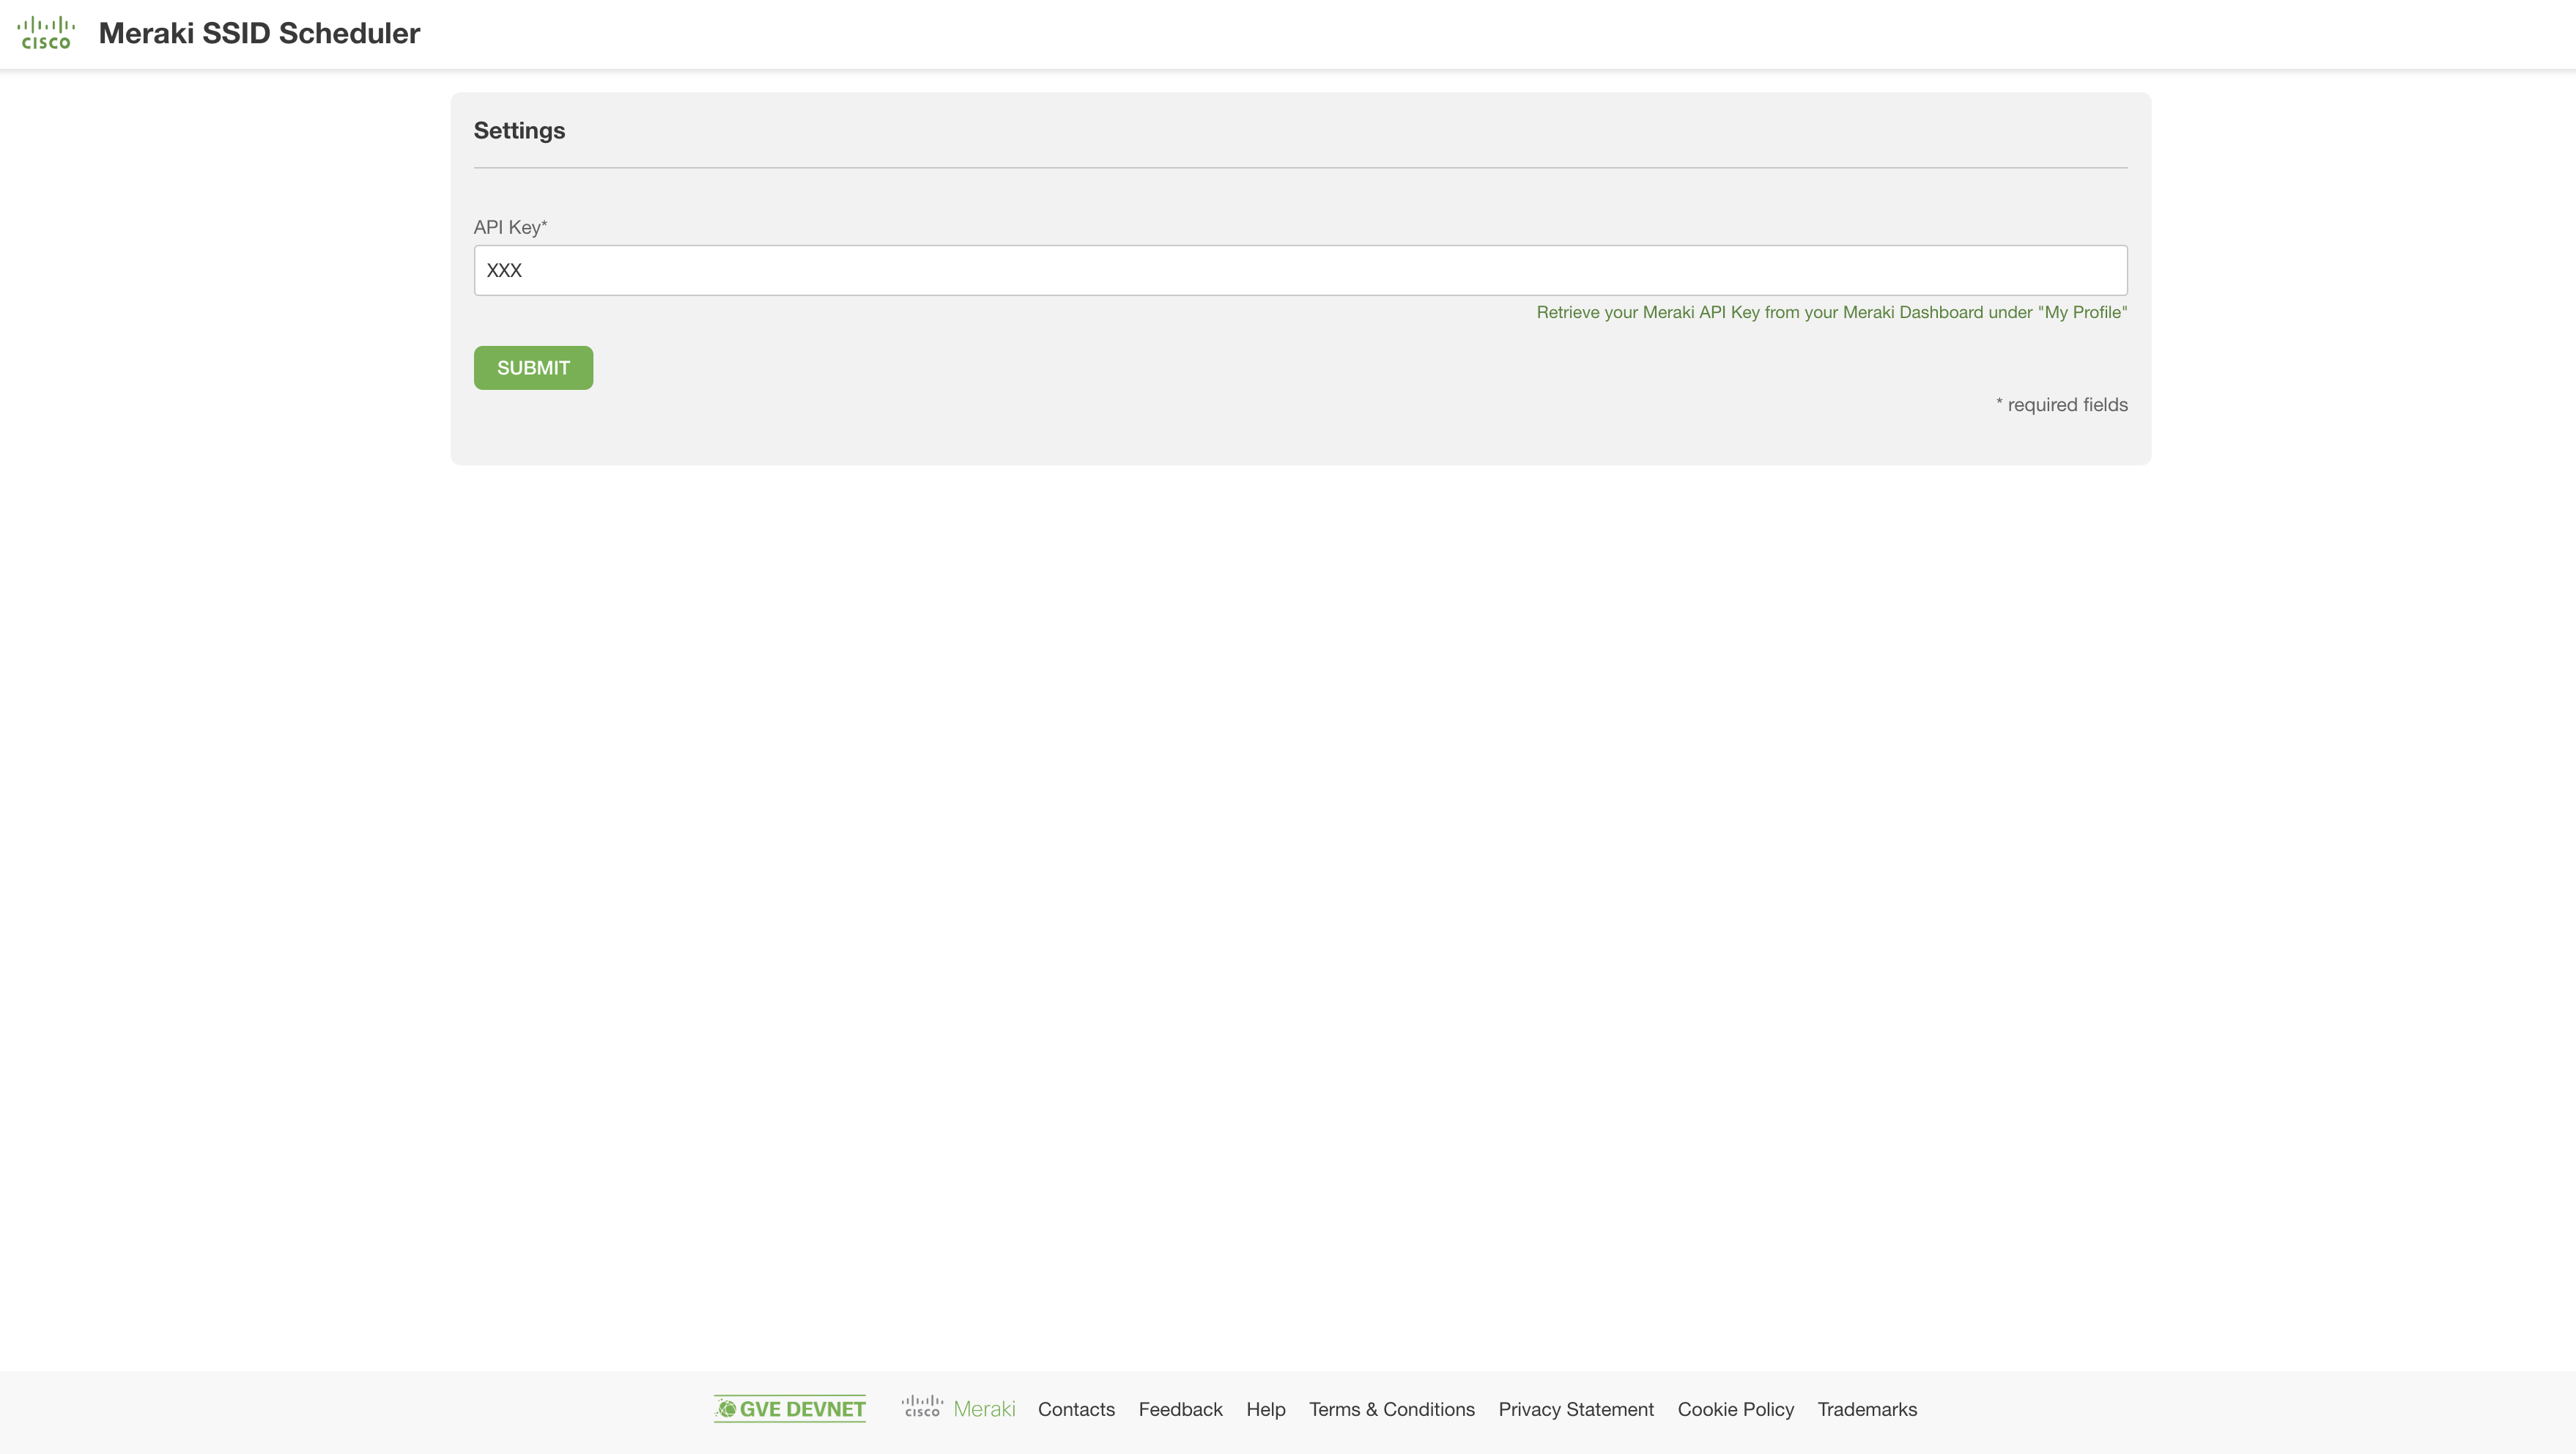 CISCO Meraki SSID Scheduler
Settings
API Key*
XXX
Retrieve your Meraki API Key from your Meraki Dashboard under "My Profile"
SUBMIT
* required fields
GVE DEVNET CISCO Meraki Contacts Feedback Help Terms & Conditions Privacy Statement Cookie Policy Trademarks